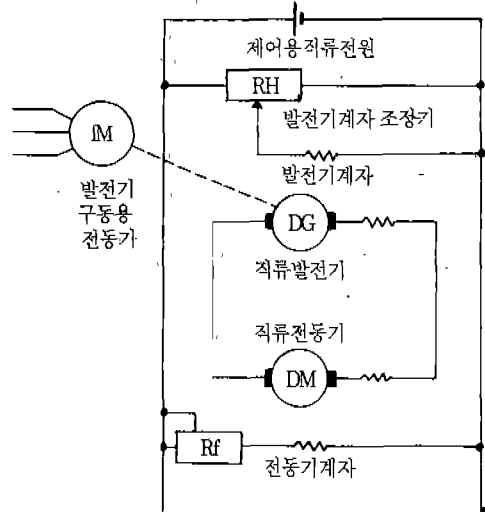 제어용직류전원
RH
발전기계자 조정기
IM
발전기계자
발전기
구동용
전동기
DG
직류발전기
직류전동기
DM
Rf
전동기계자